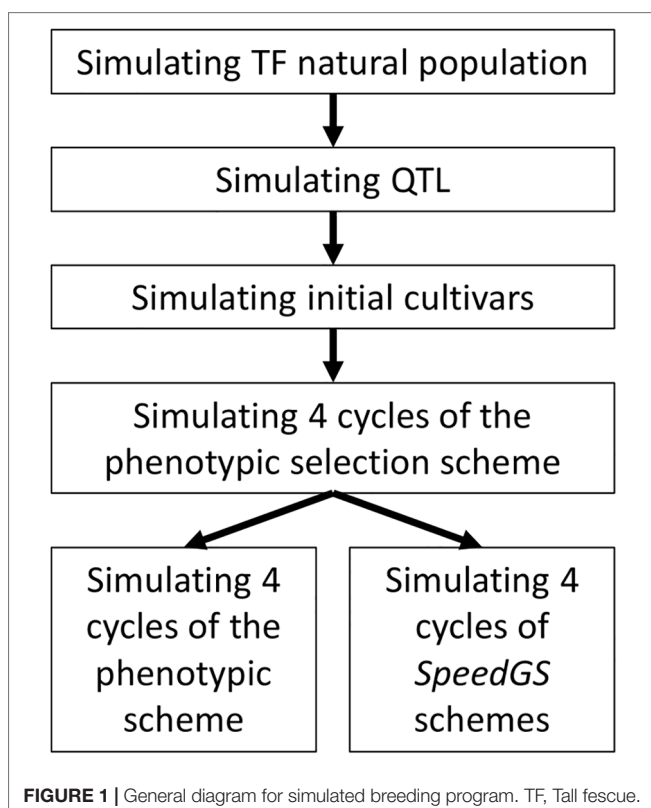 Simulating TF natural population
Simulating QTL
Simulating initial cultivars
Simulating 4 cycles of the
phenotypic selection scheme
Simulating 4
cycles of the
phenotypic
scheme
Simulating 4
cycles of
SpeedGS
schemes
FIGURE 1 | General diagram for simulated breeding program. TF, Tall fescue.